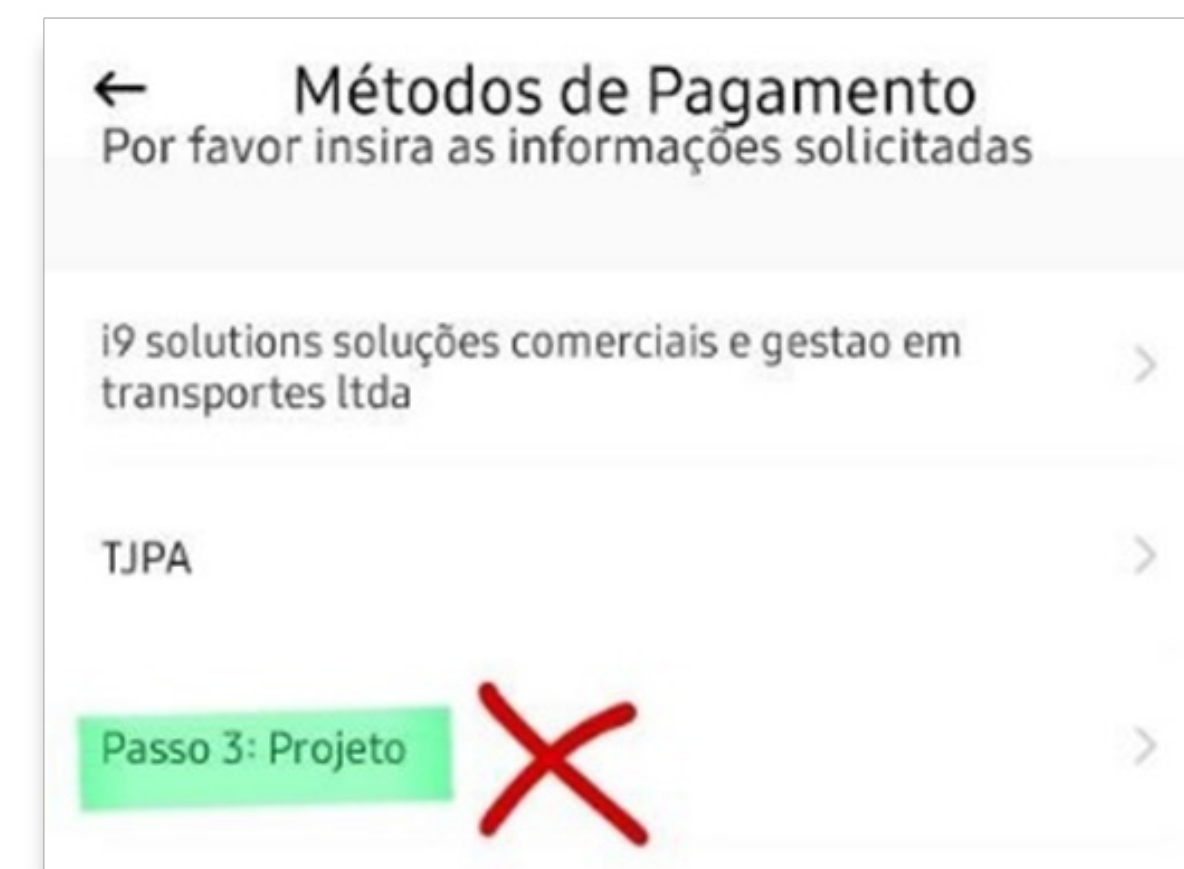 Métodos de Pagamento
Por favor insira as informações solicitadas
i9 solutions soluções comerciais e gestao em
transportes ltda
TJPA
Passo 3: Projeto